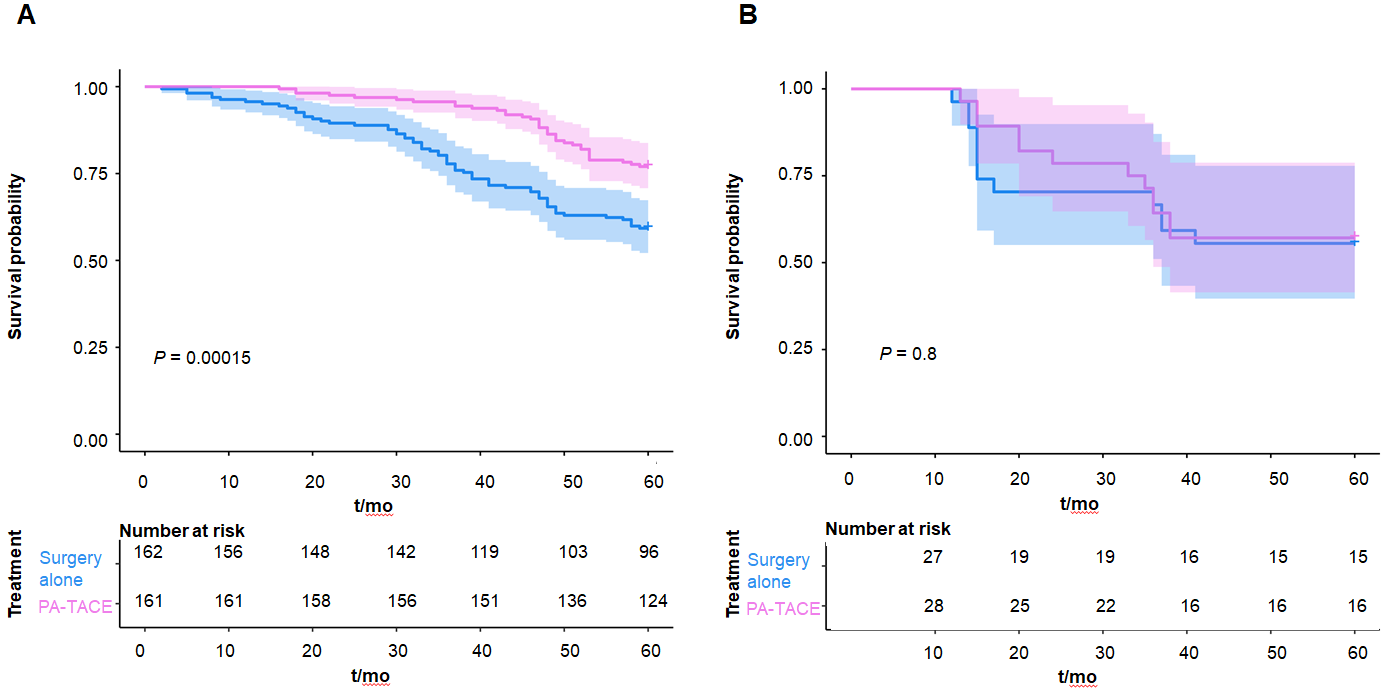 A
Survival probability
1.00
0.75
0.50
0.25
0.00
P = 0.00015
0 10 20 30 40 50 60
t/mo
Number at risk
Treatment
Surgery
alone
162 156 148 142 119 103 96
PA-TACE
161 161 158 156 151 136 124
0 10 20 30 40 50 60
t/mo
B
Survival probability
1.00
0.75
0.50
0.25
0.00
P = 0.8
0 10 20 30 40 50 60
t/mo
Number at risk
Treatment
Surgery
alone
27 19 19 16 15 15
PA-TACE
28 25 22 16 16 16
10 20 30 40 50 60
t/mo